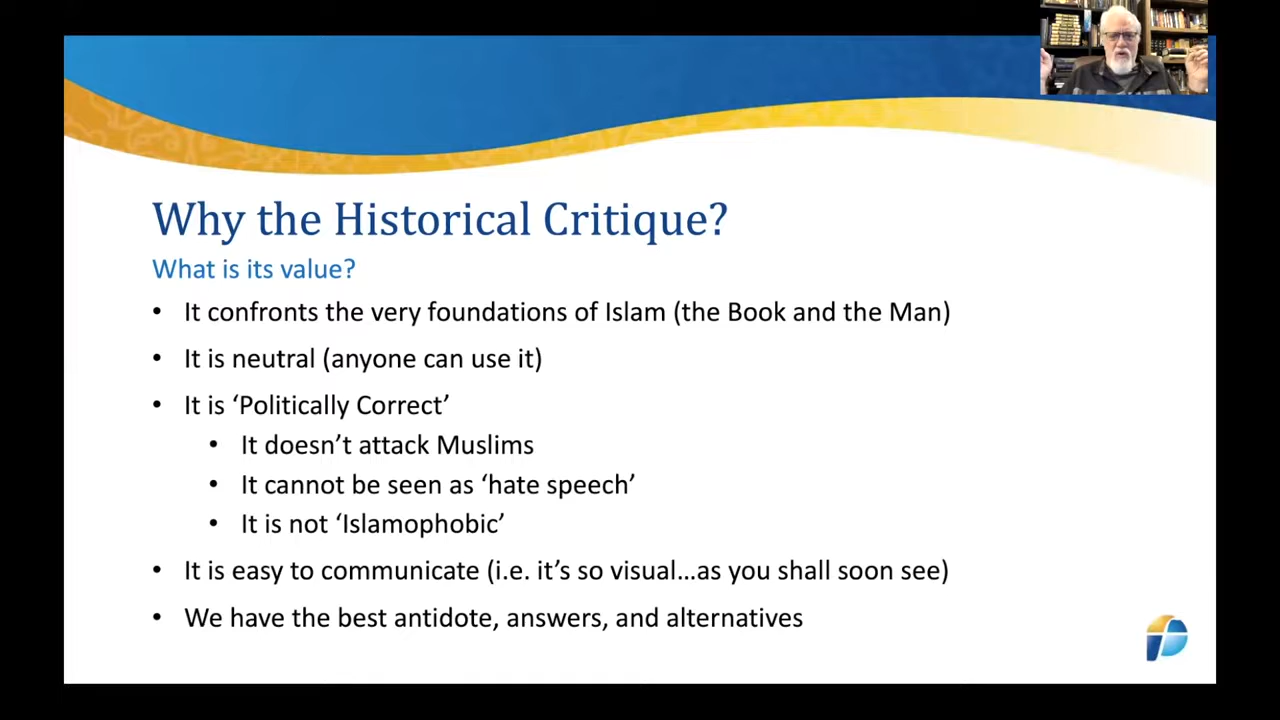 Why the Historical Critique?
What is its value?
• It confronts the very foundations of Islam (the Book and the Man)
• It is neutral (anyone can use it)
• It is ‘Politically Correct’
• It doesn’t attack Muslims
• It cannot be seen as ‘hate speech’
• It is not ‘Islamophobic’
• It is easy to communicate (i.e. it’s so visual…as you shall soon see)
• We have the best antidote, answers, and alternatives